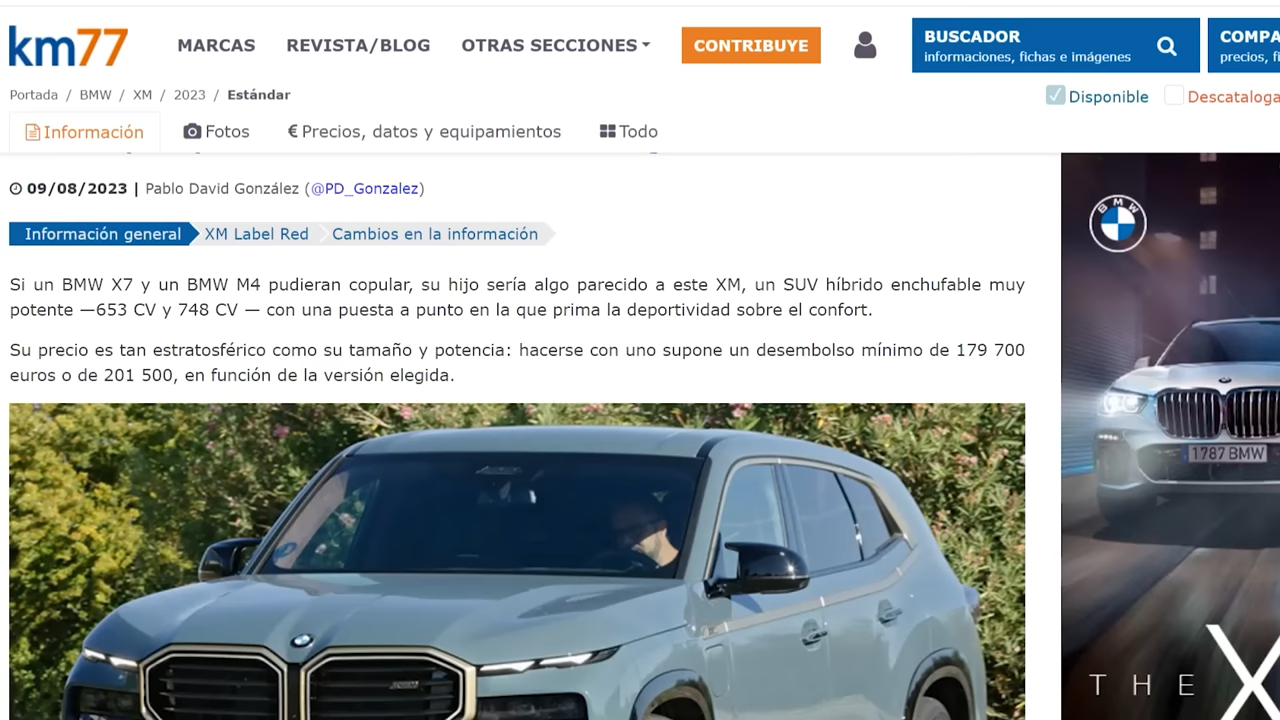 km77
MARCAS
REVISTA/BLOG
OTRAS SECCIONES
CONTRIBUYE
BUSCADOR
informaciones, fichas e imágenes
COMPA
precios, fi
Portada / BMW / XM / 2023 / Estándar
Disponible
Descataloga
Información
Fotos
€ Precios, datos y equipamientos
Todo
09/08/2023 | Pablo David González (@PD_Gonzalez)
Información general
XM Label Red
Cambios en la información
Si un BMW X7 y un BMW M4 pudieran copular, su hijo sería algo parecido a este XM, un SUV híbrido enchufable muy
potente —653 CV y 748 CV — con una puesta a punto en la que prima la deportividad sobre el confort.
Su precio es tan estratosférico como su tamaño y potencia: hacerse con uno supone un desembolso mínimo de 179 700
euros o de 201 500, en función de la versión elegida.
BMW
1787 BMW
THE X